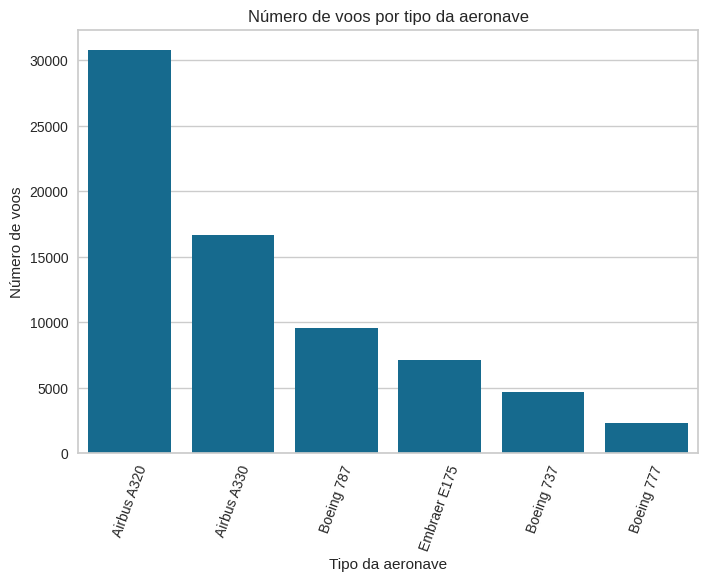 Número de voos por tipo da aeronave
Número de voos
30000
25000
20000
15000
10000
5000
0
Airbus A320
Airbus A330
Boeing 787
Embraer E175
Boeing 737
Boeing 777
Tipo da aeronave